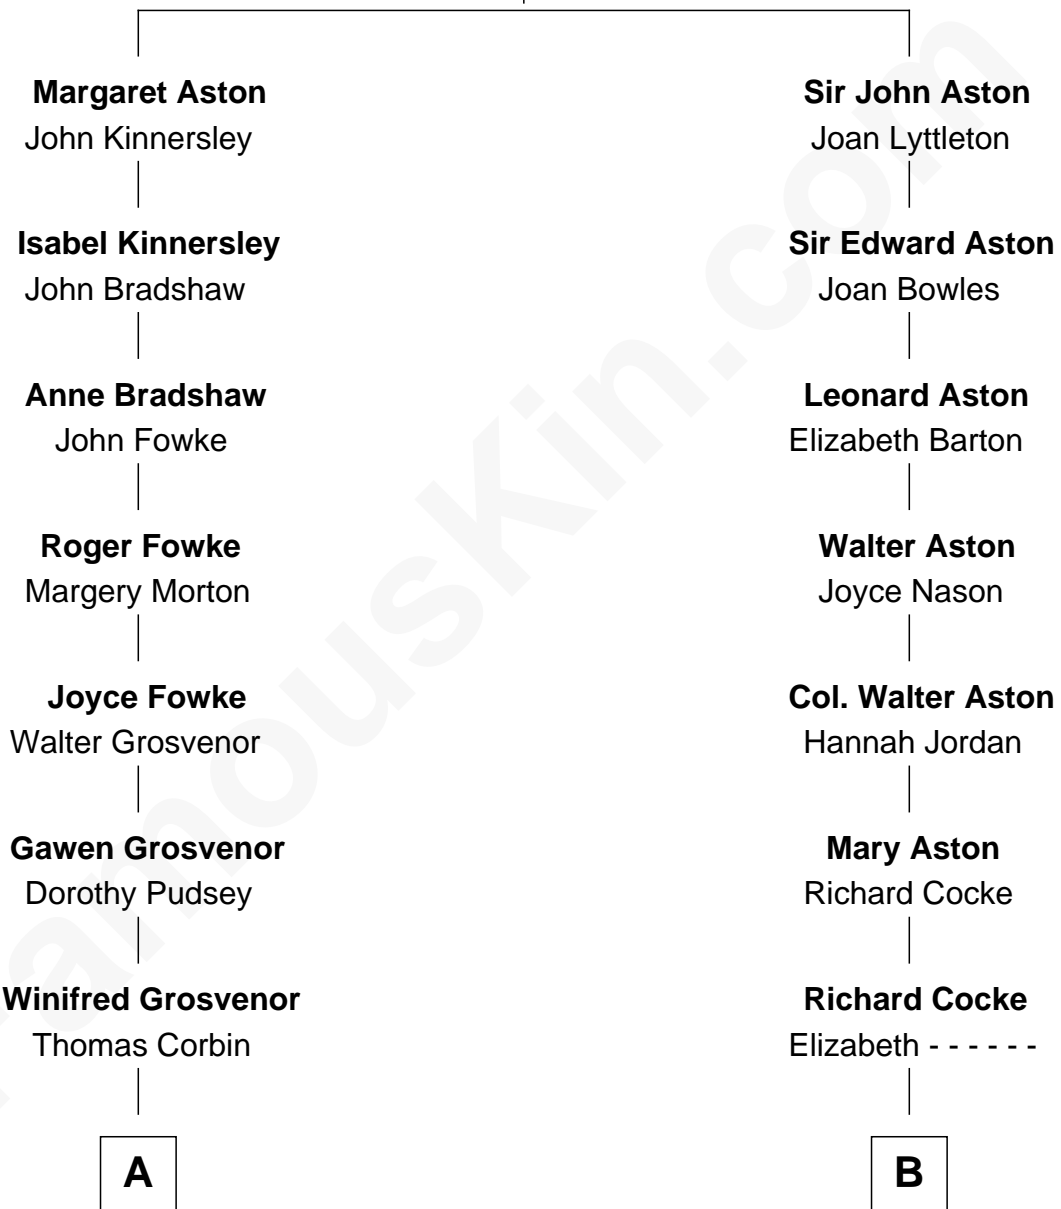 Margaret Aston
John Kinnersley
Isabel Kinnersley
John Bradshaw
Anne Bradshaw
John Fowke
Roger Fowke
Margery Morton
Joyce Fowke
Walter Grosvenor
Gawen Grosvenor
Dorothy Pudsey
Winifred Grosvenor
Thomas Corbin
A
Sir John Aston
Joan Lyttleton
Sir Edward Aston
Joan Bowles
Leonard Aston
Elizabeth Barton
Walter Aston
Joyce Nason
Col. Walter Aston
Hannah Jordan
Mary Aston
Richard Cocke
Richard Cocke
Elizabeth - - - - - -
B
FamousKin.com